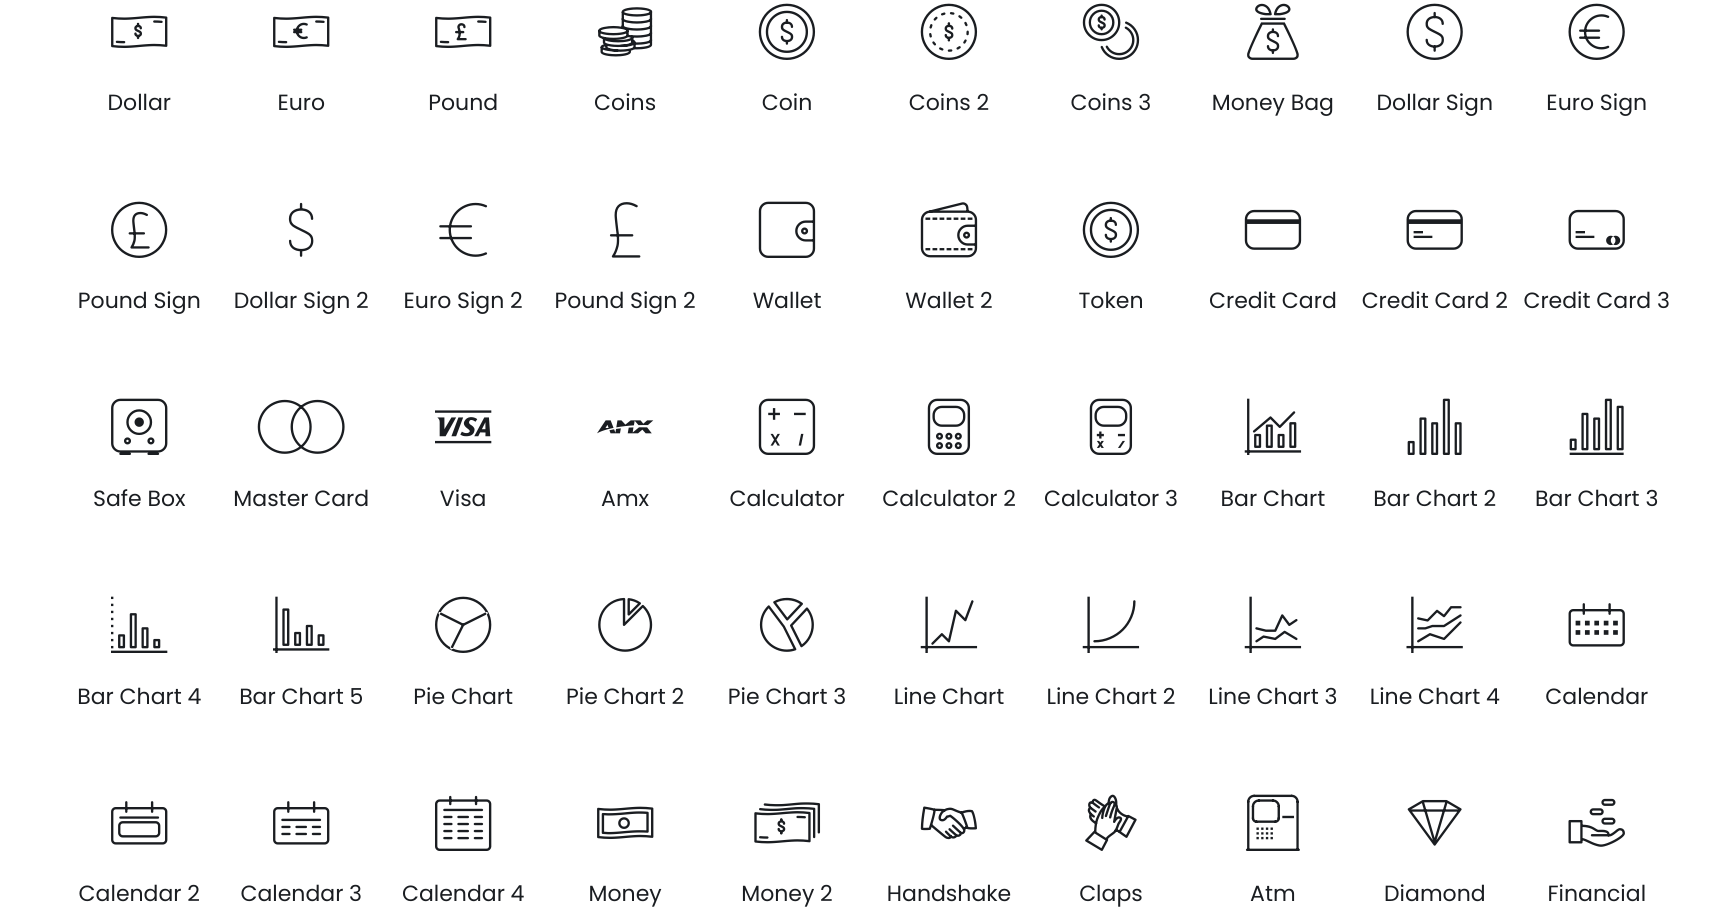 Dollar Euro Pound Coins Coin Coins 2 Coins 3 Money Bag Dollar Sign Euro Sign
Pound Sign Dollar Sign 2 Euro Sign 2 Pound Sign 2 Wallet Wallet 2 Token Credit Card Credit Card 2 Credit Card 3
VISA AMX
Safe Box Master Card Visa Amx Calculator Calculator 2 Calculator 3 Bar Chart Bar Chart 2 Bar Chart 3
Bar Chart 4 Bar Chart 5 Pie Chart Pie Chart 2 Pie Chart 3 Line Chart Line Chart 2 Line Chart 3 Line Chart 4 Calendar
Calendar 2 Calendar 3 Calendar 4 Money Money 2 Handshake Claps Atm Diamond Financial